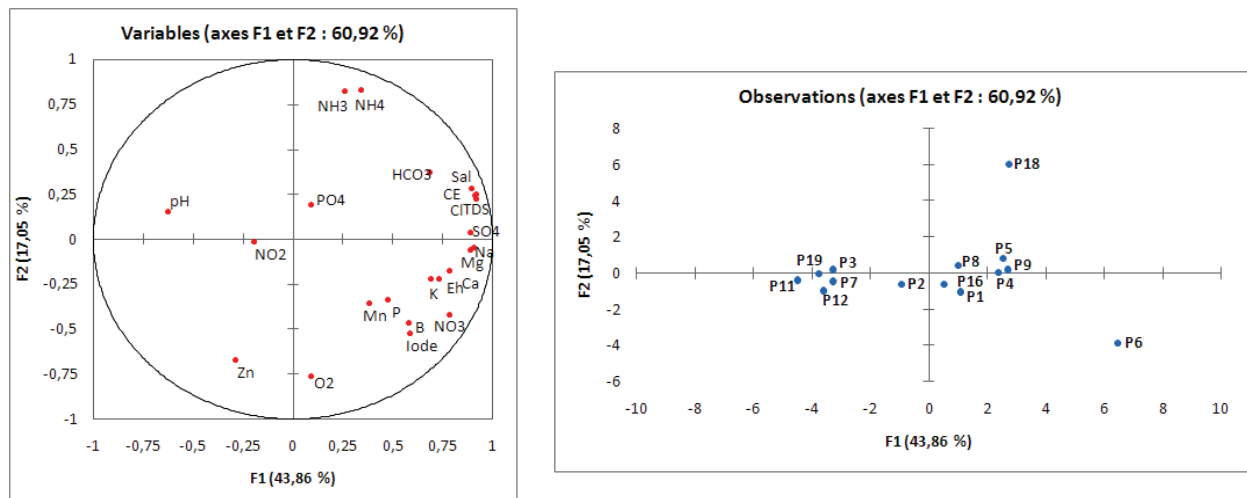 Variables (axes F1 et F2 : 60,92 %)
1
0,75
0,5
0,25
0
-0,25
-0,5
-0,75
-1
F2 (17,05 %)
NH3
NH4
HCO3
Sal
CE
ClTDS
pH
PO4
SO4
NO2
Na
Mg
K
Eh
Ca
Mn
P
B
NO3
Iode
Zn
O2
-1
-0,75
-0,5
-0,25
0
0,25
0,5
0,75
1
F1 (43,86 %)
Observations (axes F1 et F2 : 60,92 %)
8
6
4
2
0
-2
-4
-6
F2 (17,05 %)
P18
P5
P19
P3
P8
P9
P11
P7
P2
P16
P4
P12
P1
P6
-10
-8
-6
-4
-2
0
2
4
6
8
10
F1 (43,86 %)